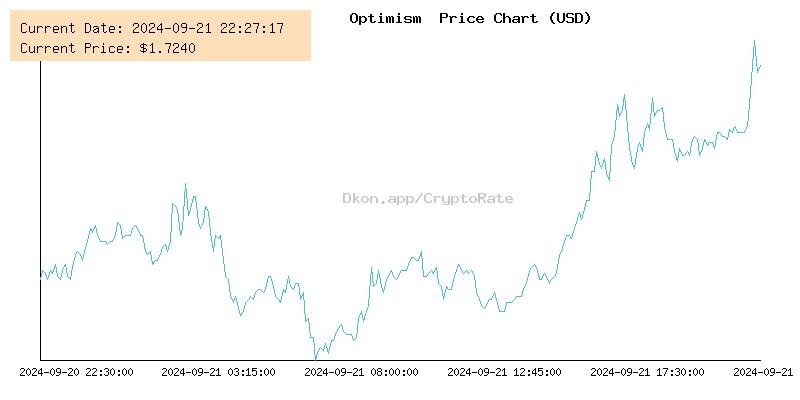 Optimism  Price Chart (USD)
Current Date: 2024-09-21 22:27:17
Current Price: $1.7240
Dkon.app/CryptoRate
2024-09-20 22:30:00 2024-09-21 03:15:00 2024-09-21 08:00:00 2024-09-21 12:45:00 2024-09-21 17:30:00 2024-09-21